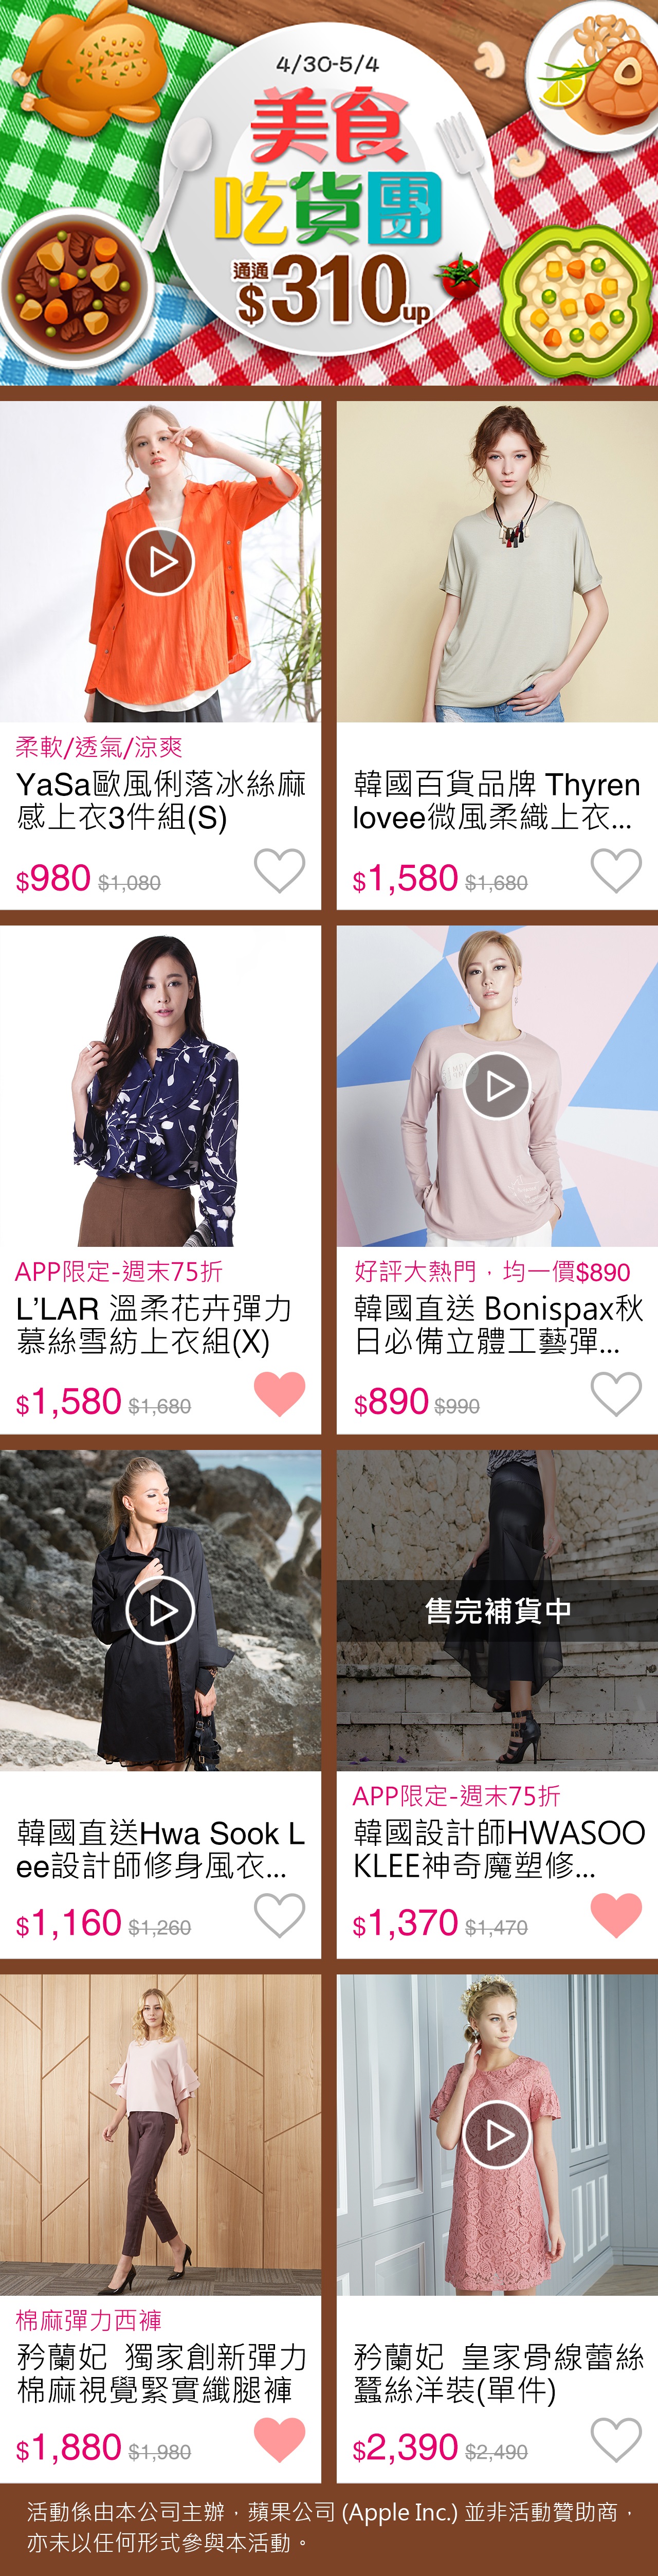 4/30-5/4
美食
吃貨團
通通
$310up
柔軟/透氣/涼爽
YaSa歐風俐落冰絲麻
感上衣3件組(S)
$980 $1,080
韓國百貨品牌 Thyren
lovee微風柔織上衣...
$1,580 $1,680
APP限定-週末75折
L’LAR 溫柔花卉彈力
慕絲雪紡上衣組(X)
$1,580 $1,680
好評大熱門，均一價$890
韓國直送 Bonispax秋
日必備立體工藝彈...
$890 $990
韓國直送Hwa Sook L
ee設計師修身風衣...
$1,160 $1,260
售完補貨中
APP限定-週末75折
韓國設計師HWASOO
KLEE神奇魔塑修...
$1,370 $1,470
棉麻彈力西褲
矜蘭妃 獨家創新彈力
棉麻視覺緊實纖腿褲
$1,880 $1,980
矜蘭妃 皇家骨線蕾絲
蠶絲洋裝(單件)
$2,390 $2,490
活動係由本公司主辦，蘋果公司 (Apple Inc.) 並非活動贊助商，
亦未以任何形式參與本活動。